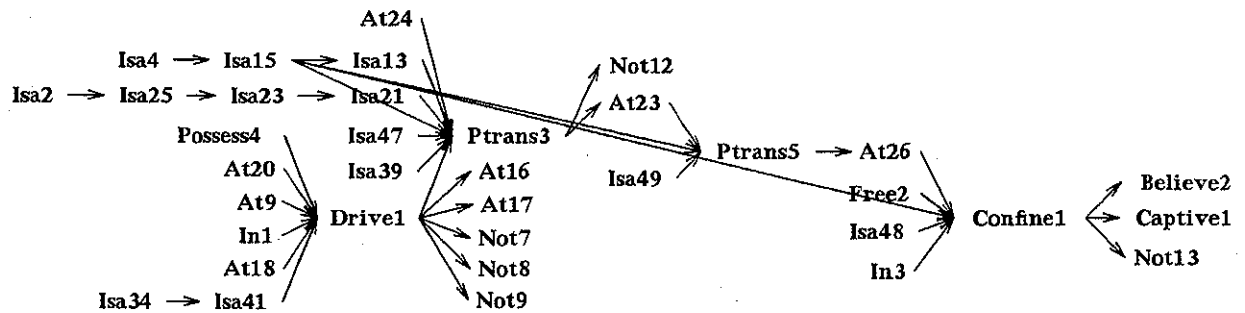 At24
Isa4 Isa15 Isa13
Not12
Isa2 Isa25 Isa23 Isa21 At23
Possess4 Isa47 Ptrans3
Ptrans5 At26
At20 Isa39 At16 Isa49
Believe2
At9 At17 Free2
Drive1 Confine1 Captive1
In1 Not7 Isa48
At18 Not8 In3 Not13
Isa34 Isa41 Not9